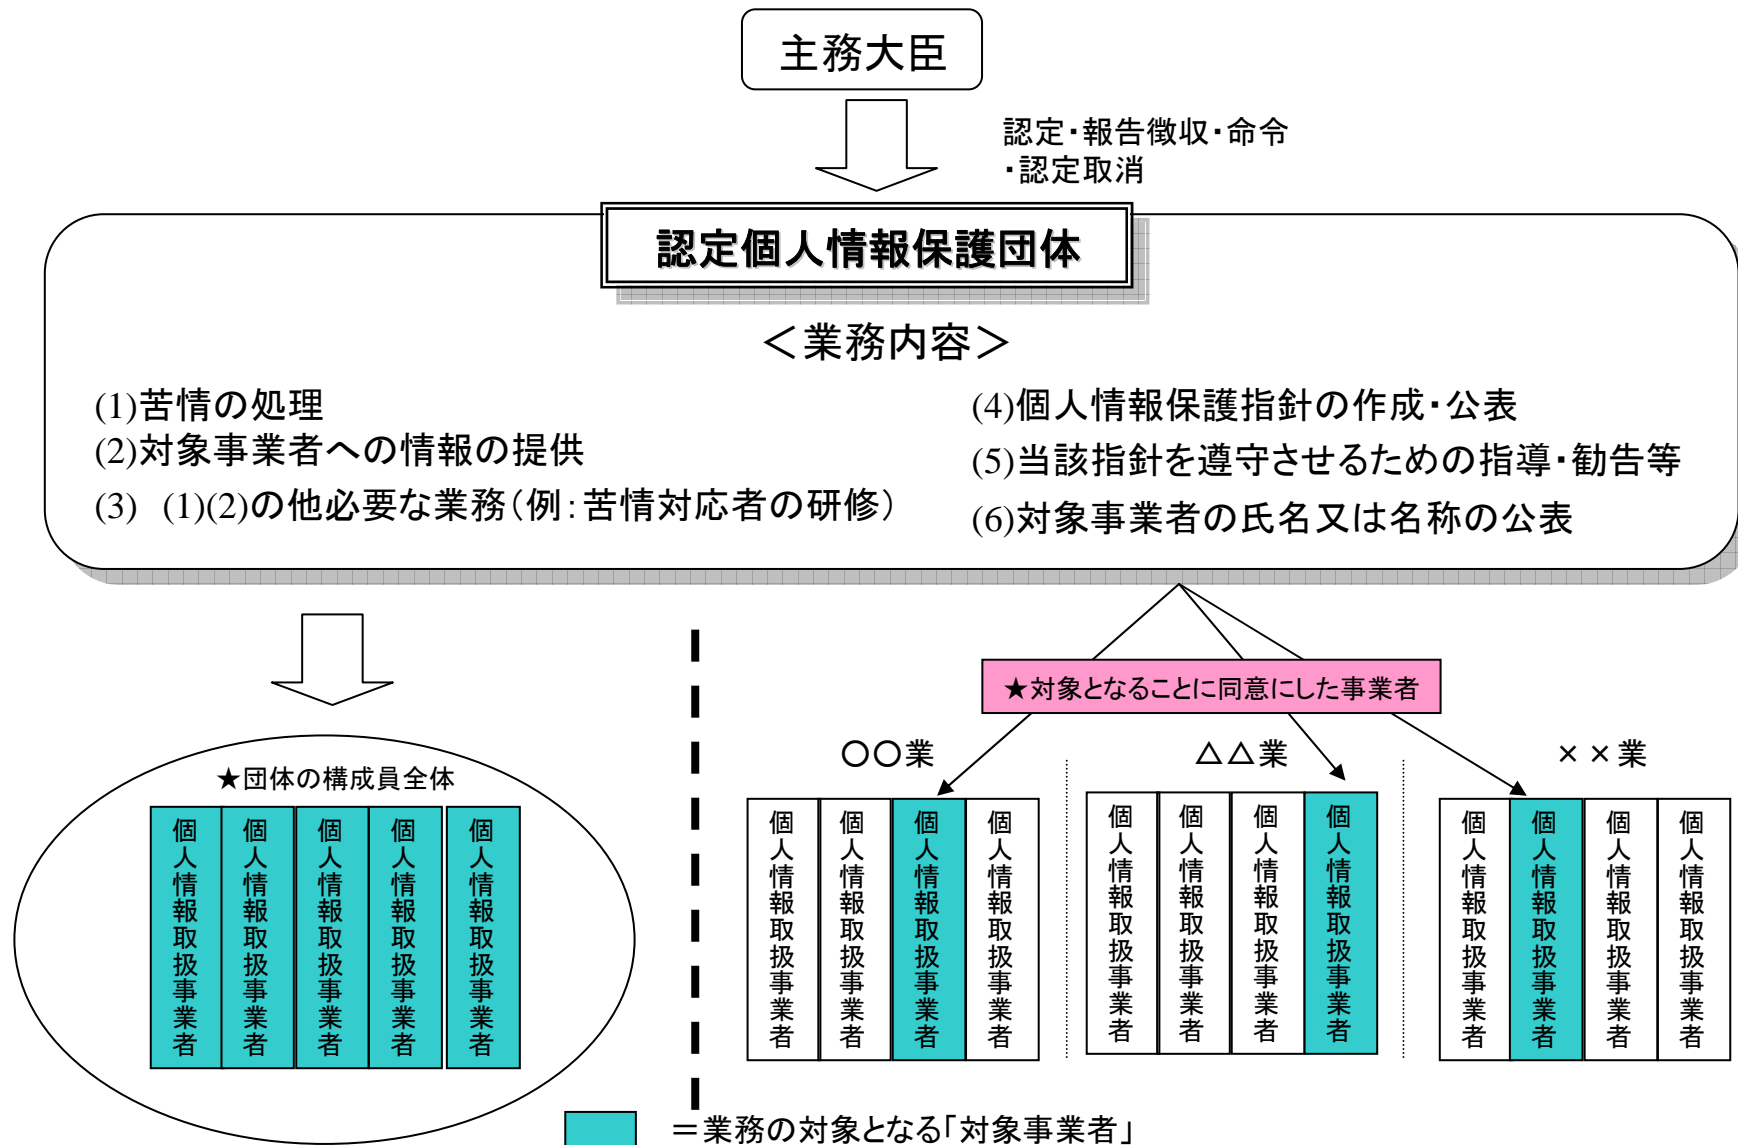 主務大臣
認定・報告徴収・命令
・認定取消
認定個人情報保護団体
＜業務内容＞
(1)苦情の処理
(2)対象事業者への情報の提供
(3) (1)(2)の他必要な業務（例：苦情対応者の研修）
(4)個人情報保護指針の作成・公表
(5)当該指針を遵守させるための指導・勧告等
(6)対象事業者の氏名又は名称の公表
★団体の構成員全体
個人情報取扱事業者
個人情報取扱事業者
個人情報取扱事業者
個人情報取扱事業者
個人情報取扱事業者
★対象となることに同意にした事業者
〇〇業
個人情報取扱事業者
個人情報取扱事業者
個人情報取扱事業者
個人情報取扱事業者
△△業
個人情報取扱事業者
個人情報取扱事業者
個人情報取扱事業者
個人情報取扱事業者
××業
個人情報取扱事業者
個人情報取扱事業者
個人情報取扱事業者
個人情報取扱事業者
＝業務の対象となる「対象事業者」